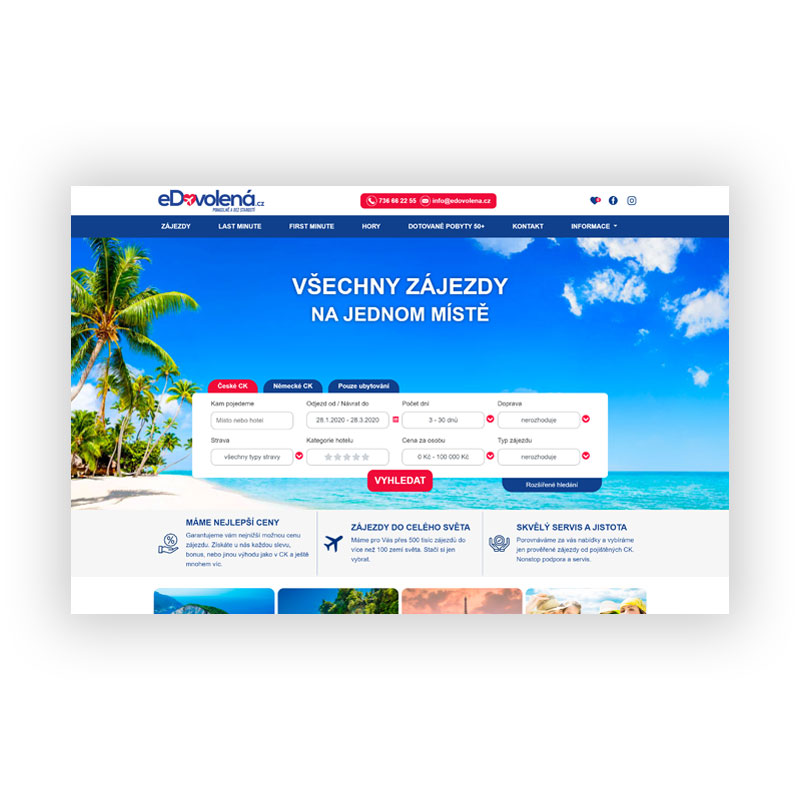 eDovolená.cz
POHODLNĚ A BEZ STAROSTÍ
736 66 22 55 info@edovolena.cz
ZÁJEZDY LAST MINUTE FIRST MINUTE HORY DOTOVANÉ POBYTY 50+ KONTAKT INFORMACE
VŠECHNY ZÁJEZDY
NA JEDNOM MÍSTĚ
České CK Německé CK Pouze ubytování
Kam pojedeme Odjezd od / Návrat do Počet dní Doprava
Místo nebo hotel 28.1.2020 - 28.3.2020 3 - 30 dnů nerozhoduje
Strava Kategorie hotelu Cena za osobu Typ zájezdu
všechny typy stravy 0 Kč - 100 000 Kč nerozhoduje
VYHLEDAT Rozšířené hledání
MÁME NEJLEPŠÍ CENY
Garantujeme vám nejnižší možnou cenu
zájezdu. Získáte u nás každou slevu,
bonus, nebo jinou výhodu jako v CK a ještě
mnohem víc.
ZÁJEZDY DO CELÉHO SVĚTA
Máme pro Vás přes 500 tisíc zájezdů do
více než 100 zemí světa. Stačí si jen
vybrat.
SKVĚLÝ SERVIS A JISTOTA
Porovnáváme za vás nabídky a vybíráme
jen prověřené zájezdy od pojištěných CK.
Nonstop podpora a servis.